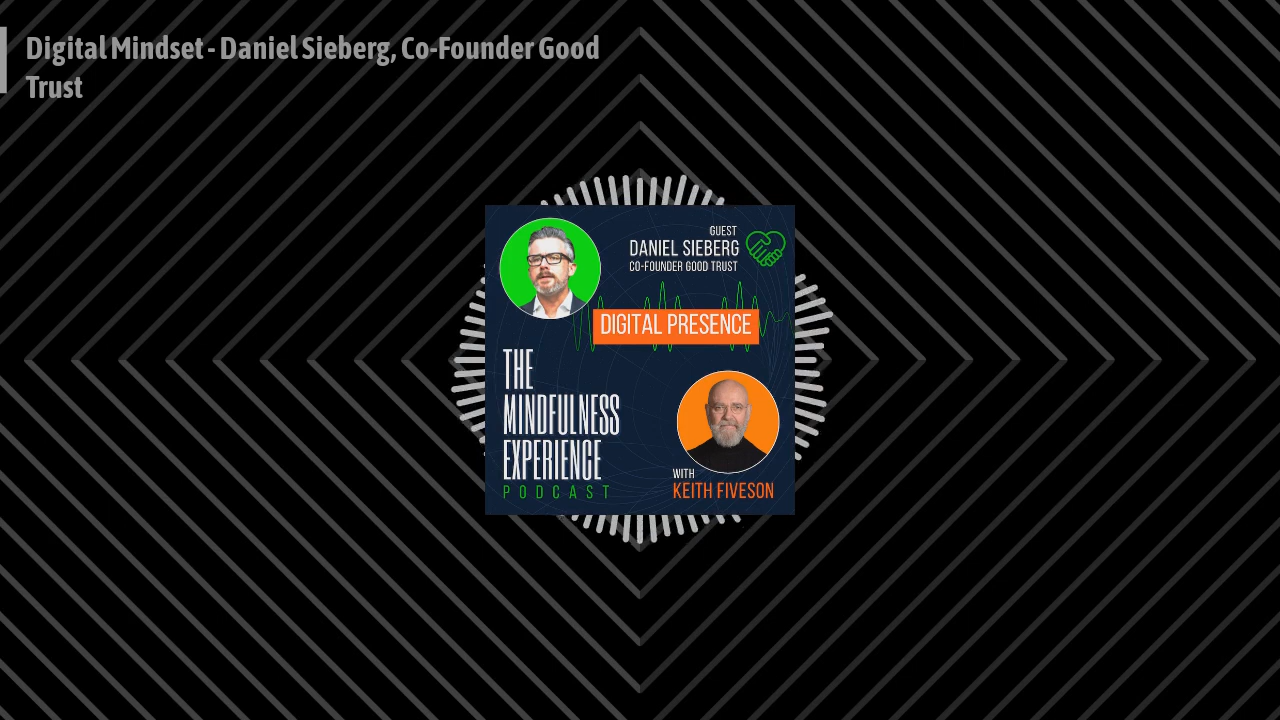 Digital Mindset - Daniel Sieberg, Co-Founder Good
Trust
GUEST
DANIEL SIEBERG
CO-FOUNDER GOOD TRUST
DIGITAL PRESENCE
THE
MINDFULNESS
EXPERIENCE
PODCAST
WITH
KEITH FIVESON